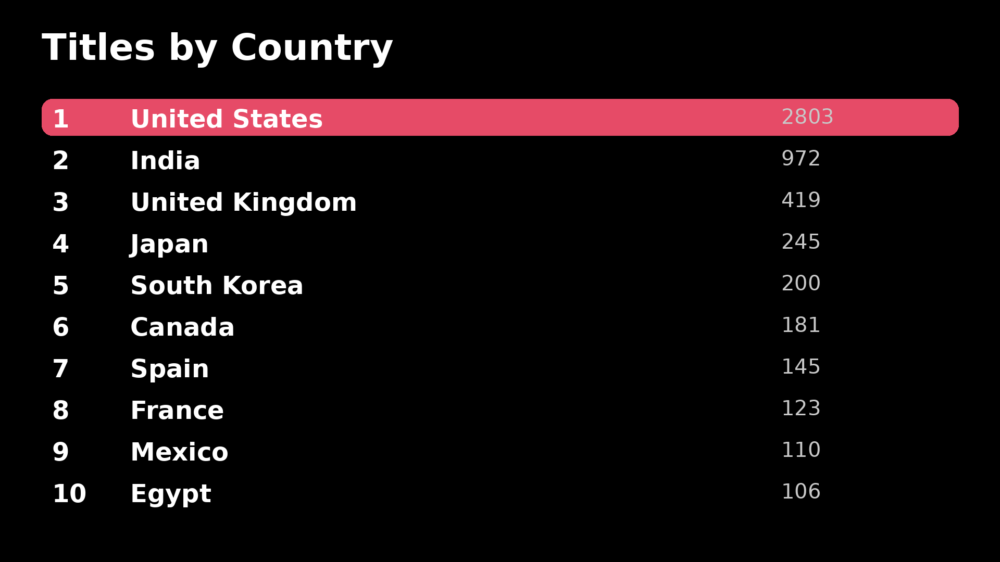 Titles by Country
1 United States 2803
2 India 972
3 United Kingdom 419
4 Japan 245
5 South Korea 200
6 Canada 181
7 Spain 145
8 France 123
9 Mexico 110
10 Egypt 106